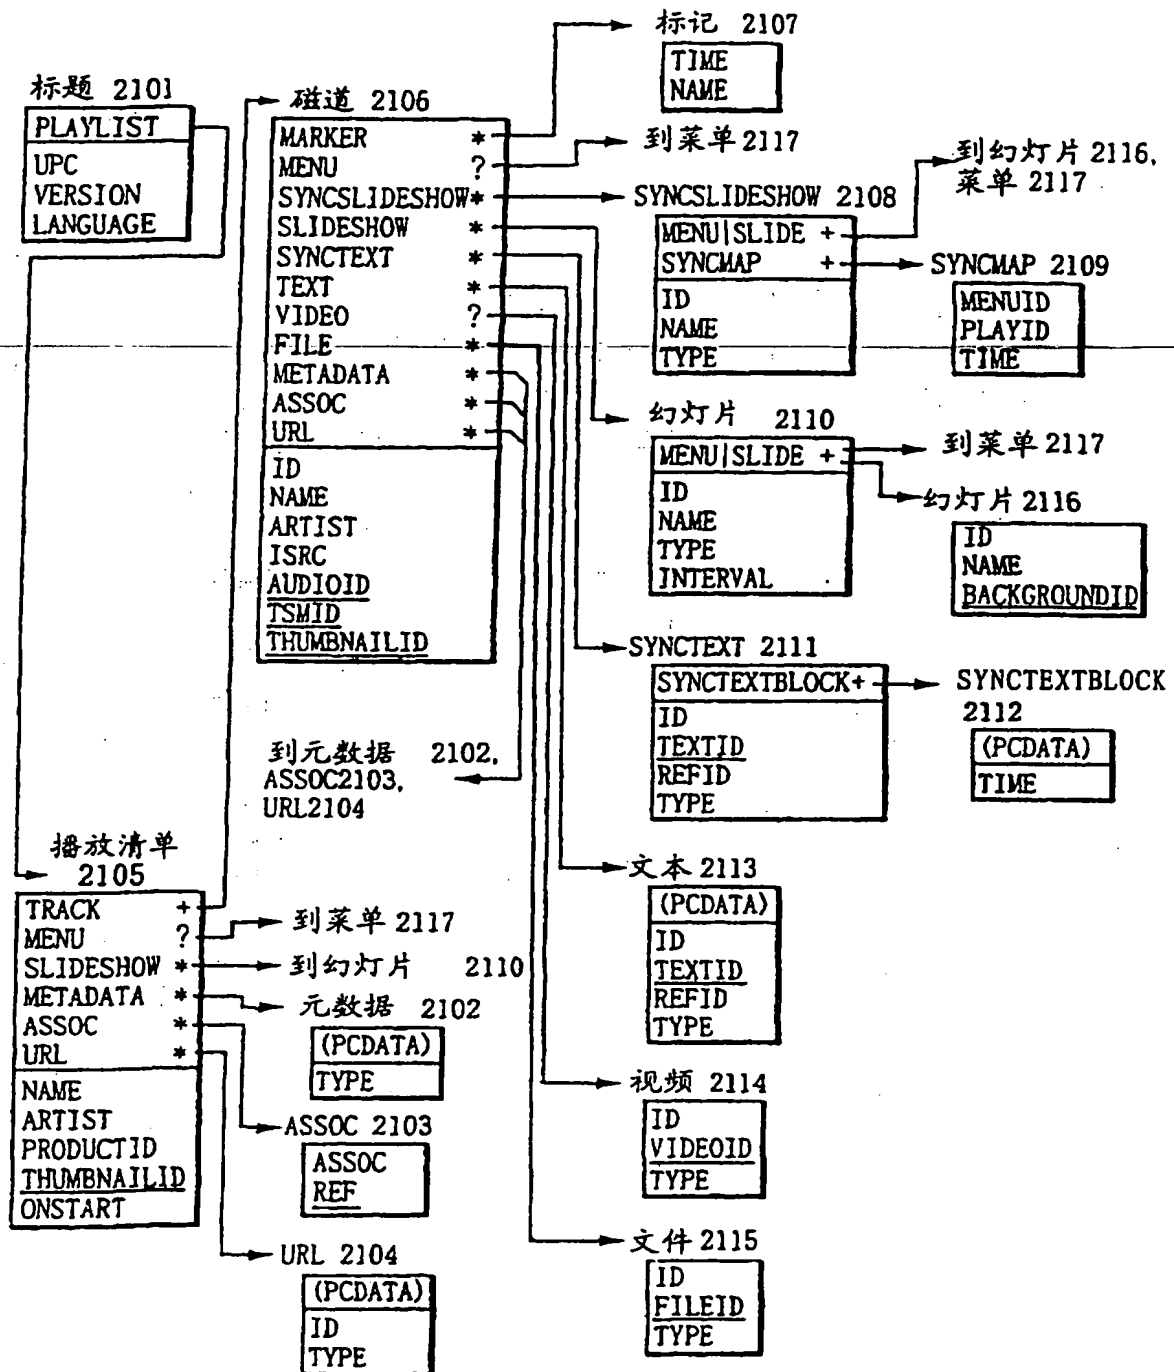 标题 2101
PLAYLIST
UPC
VERSION
LANGUAGE
磁道 2106
MARKER *
MENU ?
SYNCSLIDESHOW*
SLIDESHOW *
SYNCTEXT *
TEXT *
VIDEO ?
FILE *
METADATA *
ASSOC *
URL *
ID
NAME
ARTIST
ISRC
AUDIOID
TSMID
THUMBNAILID
标记 2107
TIME
NAME
到菜单 2117
SYNCSLIDESHOW 2108
MENU|SLIDE +
SYNCMAP +
ID
NAME
TYPE
到幻灯片 2116,
菜单 2117
SYNCMAP 2109
MENUID
PLAYID
TIME
幻灯片 2110
MENU|SLIDE +
ID
NAME
TYPE
INTERVAL
到菜单 2117
幻灯片 2116
ID
NAME
BACKGROUNDID
SYNCTEXT 2111
SYNCTEXTBLOCK+
ID
TEXTID
REFID
TYPE
SYNCTEXTBLOCK
2112
(PCDATA)
TIME
到元数据 2102,
ASSOC2103,
URL2104
播放清单
2105
TRACK +
MENU ?
SLIDESHOW *
METADATA *
ASSOC *
URL *
NAME
ARTIST
PRODUCTID
THUMBNAILID
ONSTART
到菜单 2117
到幻灯片 2110
元数据 2102
(PCDATA)
TYPE
ASSOC 2103
ASSOC
REF
URL 2104
(PCDATA)
ID
TYPE
文本 2113
(PCDATA)
ID
TEXTID
REFID
TYPE
视频 2114
ID
VIDEOID
TYPE
文件 2115
ID
FILEID
TYPE